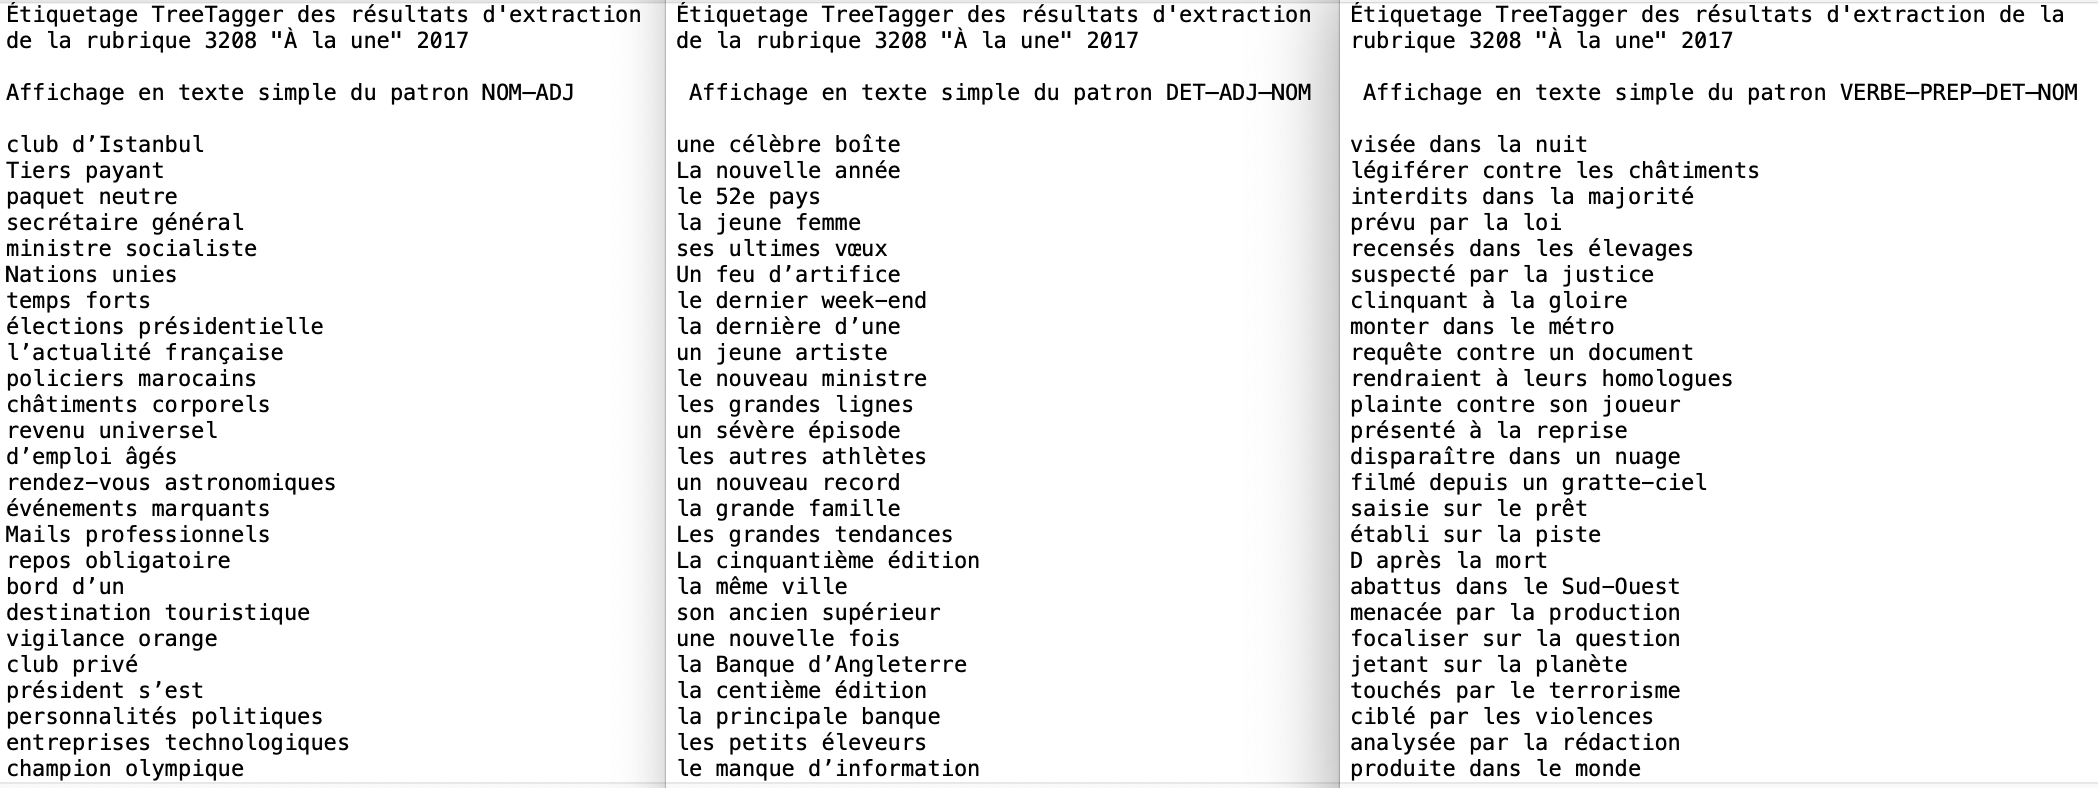 Étiquetage TreeTagger des résultats d'extraction
de la rubrique 3208 "À la une" 2017
Affichage en texte simple du patron NOM–ADJ
club d’Istanbul
Tiers payant
paquet neutre
secrétaire général
ministre socialiste
Nations unies
temps forts
élections présidentielle
l’actualité française
policiers marocains
châtiments corporels
revenu universel
d’emploi âgés
rendez-vous astronomiques
événements marquants
Mails professionnels
repos obligatoire
bord d’un
destination touristique
vigilance orange
club privé
président s’est
personnalités politiques
entreprises technologiques
champion olympique
Étiquetage TreeTagger des résultats d'extraction
de la rubrique 3208 "À la une" 2017
Affichage en texte simple du patron DET–ADJ–NOM
une célèbre boîte
La nouvelle année
le 52e pays
la jeune femme
ses ultimes vœux
Un feu d’artifice
le dernier week-end
la dernière d’une
un jeune artiste
le nouveau ministre
les grandes lignes
un sévère épisode
les autres athlètes
un nouveau record
la grande famille
Les grandes tendances
La cinquantième édition
la même ville
son ancien supérieur
une nouvelle fois
la Banque d’Angleterre
la centième édition
la principale banque
les petits éleveurs
le manque d’information
Étiquetage TreeTagger des résultats d'extraction de la
rubrique 3208 "À la une" 2017
Affichage en texte simple du patron VERBE–PREP–DET–NOM
visée dans la nuit
légiférer contre les châtiments
interdits dans la majorité
prévu par la loi
recensés dans les élevages
suspecté par la justice
clinquant à la gloire
monter dans le métro
requête contre un document
rendraient à leurs homologues
plainte contre son joueur
présenté à la reprise
disparaître dans un nuage
filmé depuis un gratte-ciel
saisie sur le prêt
établi sur la piste
D après la mort
abattus dans le Sud-Ouest
menacée par la production
focaliser sur la question
jetant sur la planète
touchés par le terrorisme
ciblé par les violences
analysée par la rédaction
produite dans le monde